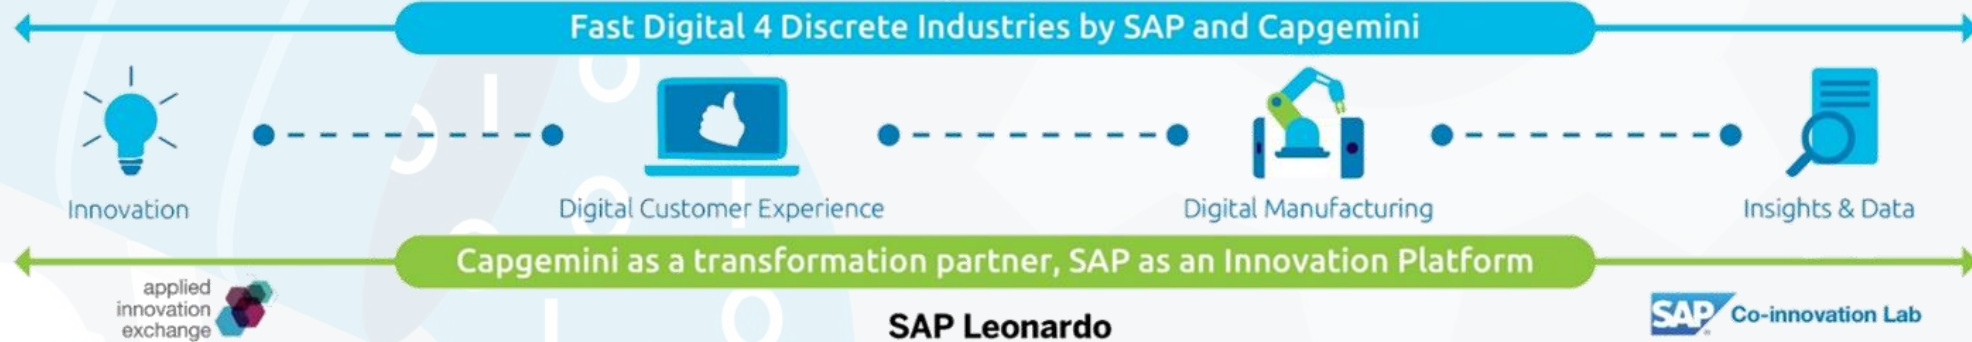 Fast Digital 4 Discrete Industries by SAP and Capgemini
Innovation
Digital Customer Experience
Digital Manufacturing
Insights & Data
Capgemini as a transformation partner, SAP as an Innovation Platform
applied
innovation
exchange
SAP Leonardo
SAP Co-innovation Lab